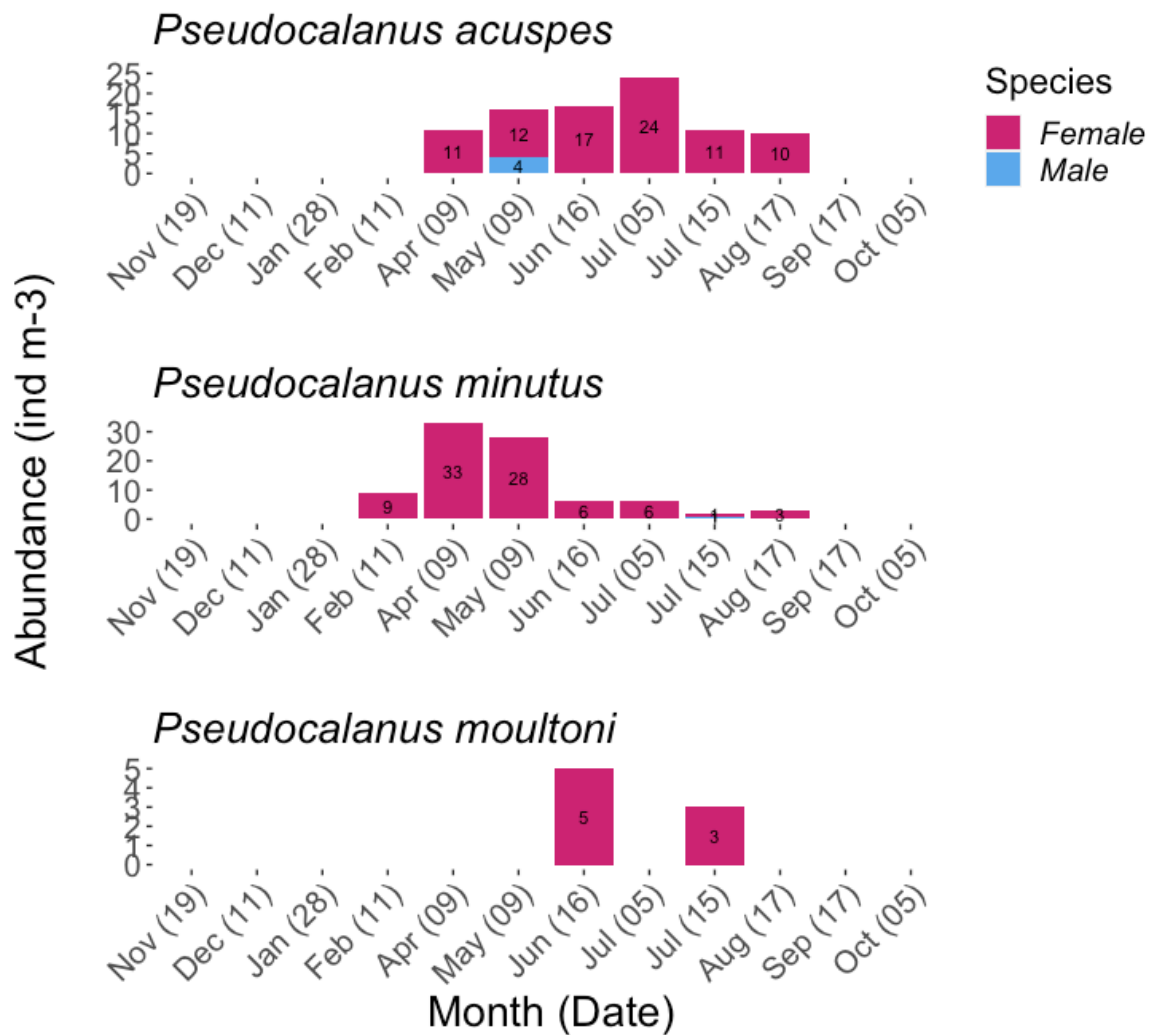 Pseudocalanus acuspes
25
20
15
10
5
0
11
12
4
17
24
11
10
Nov (19)
Dec (11)
Jan (28)
Feb (11)
Apr (09)
May (09)
Jun (16)
Jul (05)
Jul (15)
Aug (17)
Sep (17)
Oct (05)
Species
Female
Male
Abundance (ind m-3)
Pseudocalanus minutus
30
20
10
0
9
33
28
6
6
1
1
3
Nov (19)
Dec (11)
Jan (28)
Feb (11)
Apr (09)
May (09)
Jun (16)
Jul (05)
Jul (15)
Aug (17)
Sep (17)
Oct (05)
Pseudocalanus moultoni
5
4
3
2
1
0
5
3
Nov (19)
Dec (11)
Jan (28)
Feb (11)
Apr (09)
May (09)
Jun (16)
Jul (05)
Jul (15)
Aug (17)
Sep (17)
Oct (05)
Month (Date)